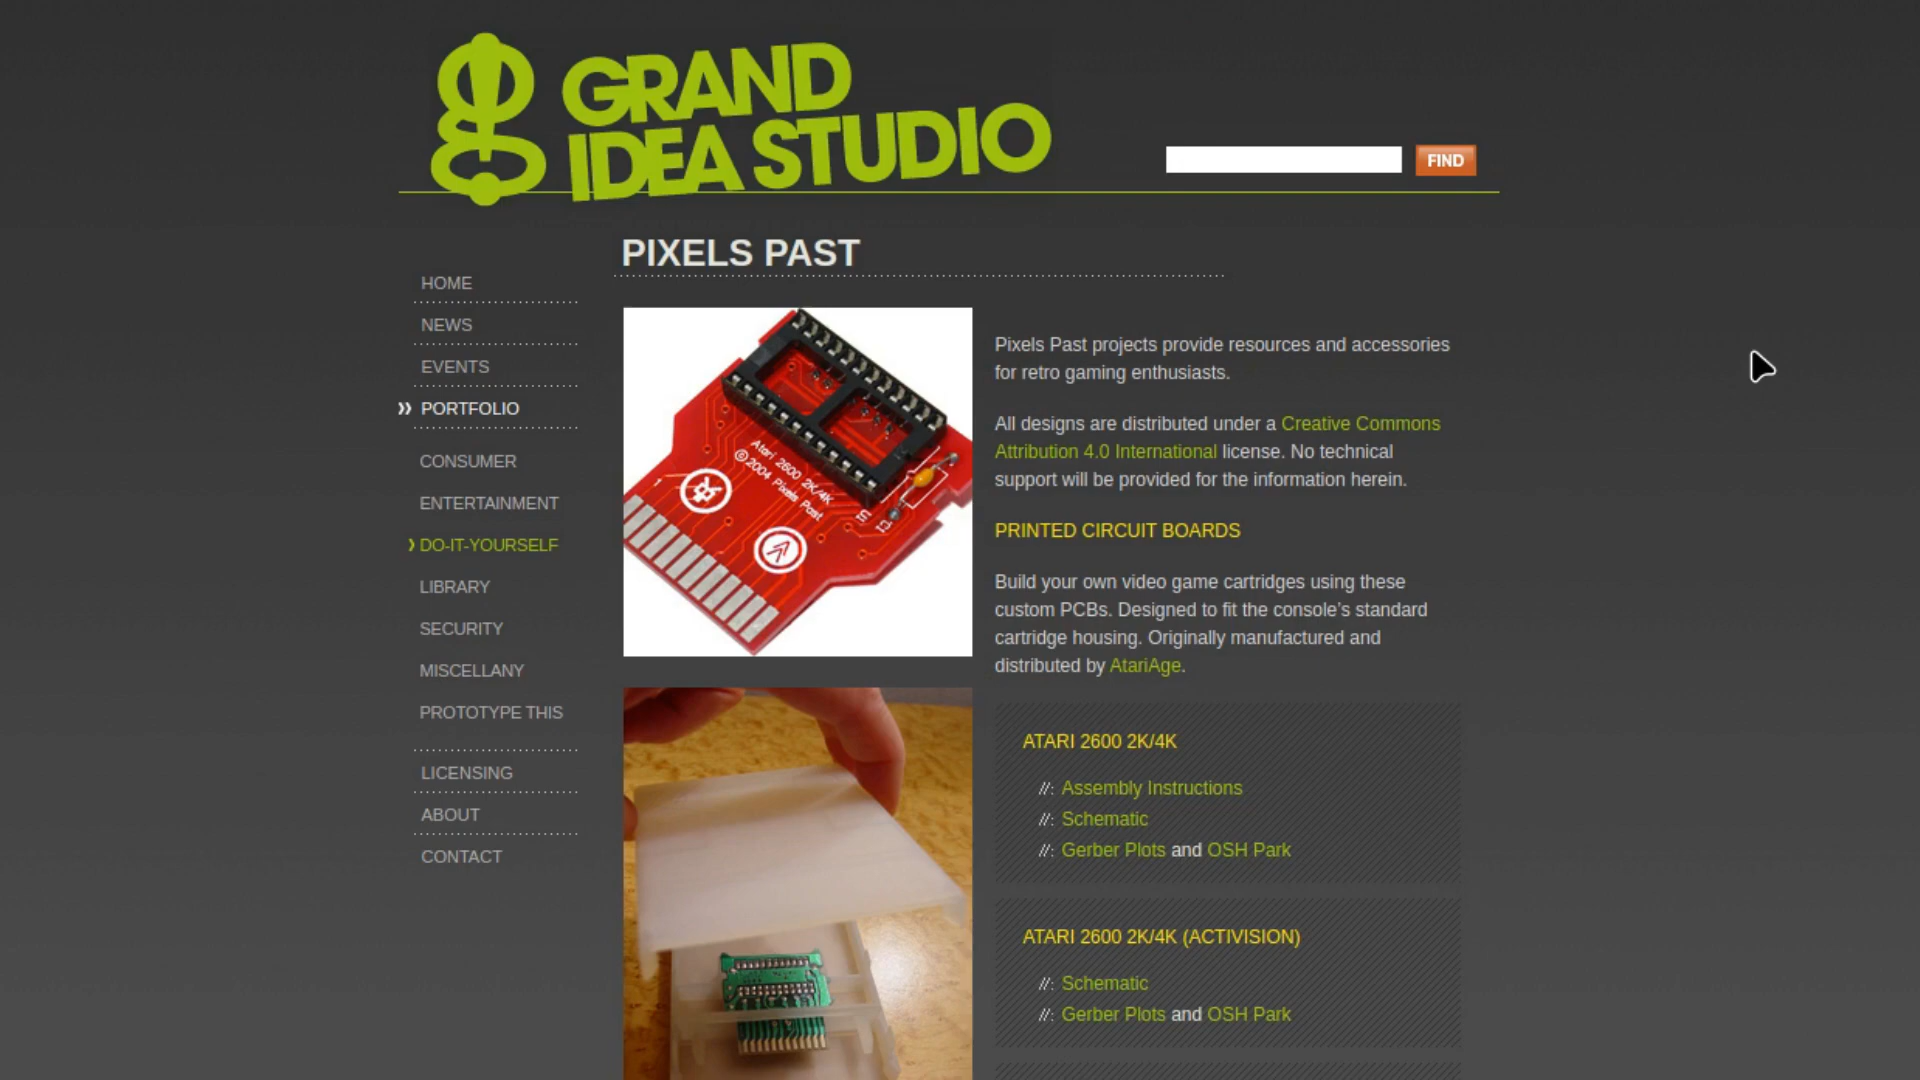 GRAND
IDEA STUDIO
FIND
PIXELS PAST
HOME
NEWS
EVENTS
PORTFOLIO
CONSUMER
ENTERTAINMENT
DO-IT-YOURSELF
LIBRARY
SECURITY
MISCELLANY
PROTOTYPE THIS
LICENSING
ABOUT
CONTACT
Atari 2600 2K/4K
©2004 Pixels Past
1
Pixels Past projects provide resources and accessories
for retro gaming enthusiasts.
All designs are distributed under a Creative Commons
Attribution 4.0 International license. No technical
support will be provided for the information herein.
PRINTED CIRCUIT BOARDS
Build your own video game cartridges using these
custom PCBs. Designed to fit the console’s standard
cartridge housing. Originally manufactured and
distributed by AtariAge.
ATARI 2600 2K/4K
//: Assembly Instructions
//: Schematic
//: Gerber Plots and OSH Park
ATARI 2600 2K/4K (ACTIVISION)
//: Schematic
//: Gerber Plots and OSH Park